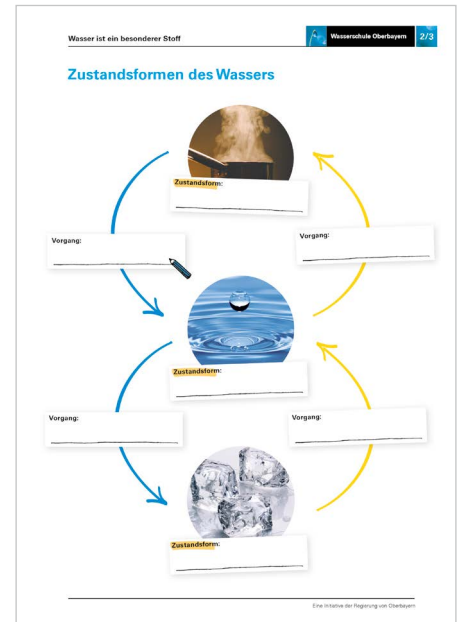 Wasser ist ein besonderer Stoff
Wasserschule Oberbayern 2/3
Zustandsformen des Wassers
Zustandsform:
Vorgang:
Vorgang:
Zustandsform:
Vorgang:
Vorgang:
Zustandsform:
Eine Initiative der Regierung von Oberbayern